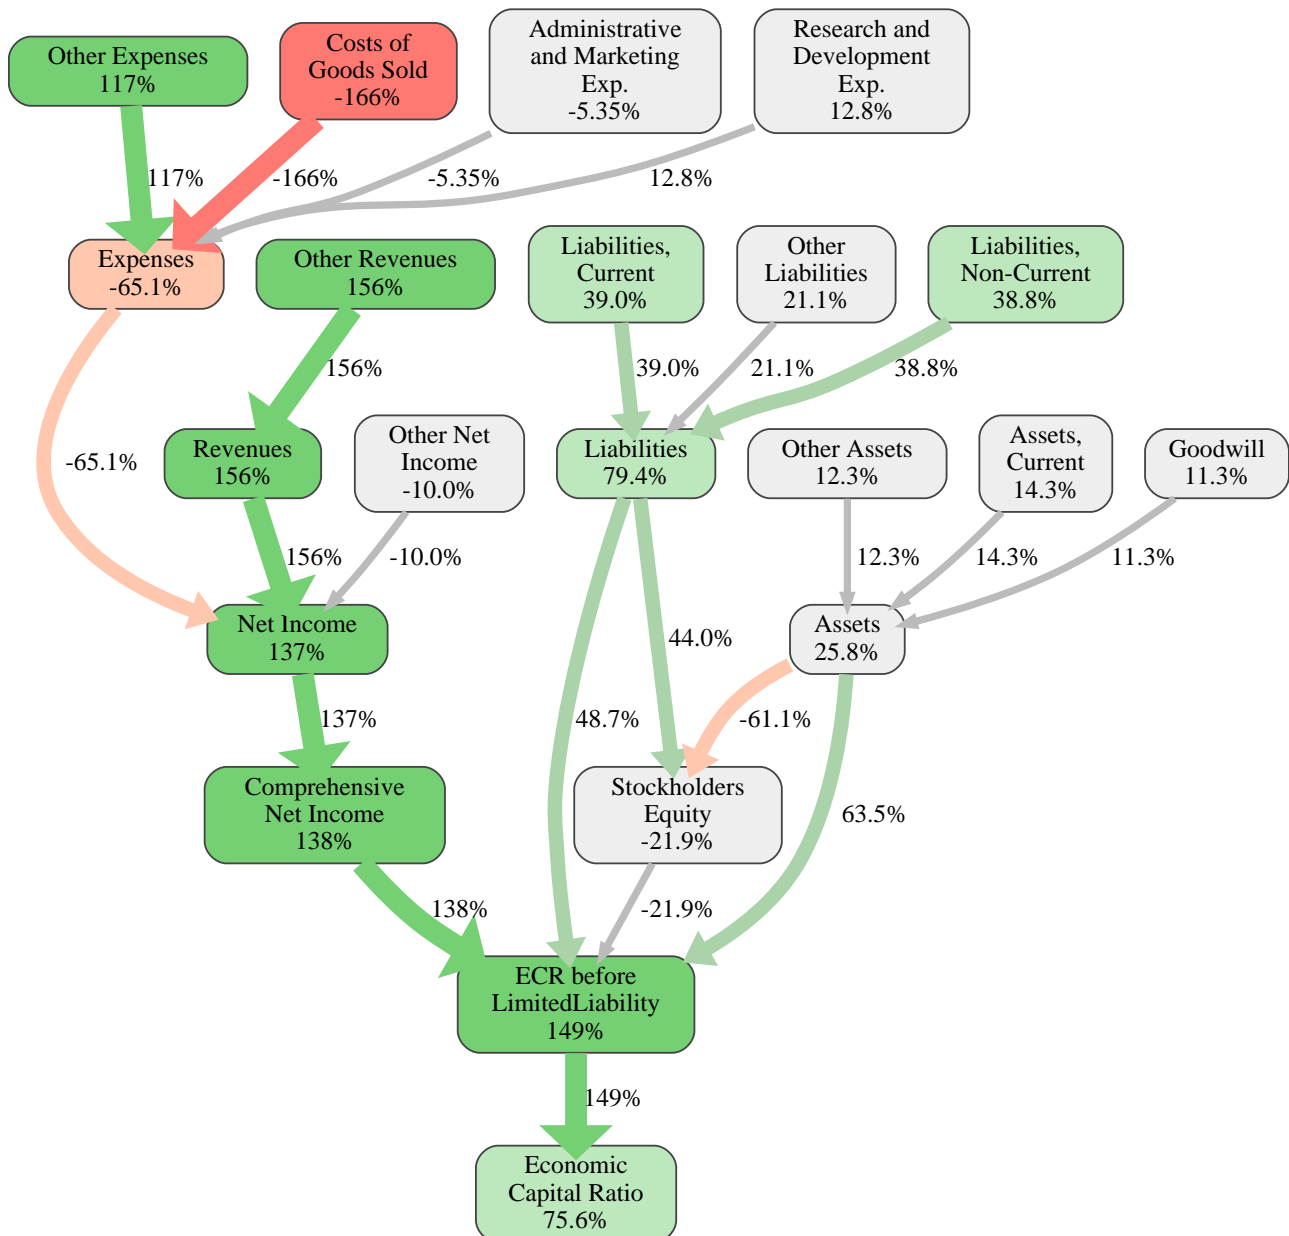 Other Expenses
117%
Costs of
Goods Sold
-166%
Administrative
and Marketing
Exp.
-5.35%
Research and
Development
Exp.
12.8%
117%
-166%
-5.35%
12.8%
Expenses
-65.1%
Other Revenues
156%
Liabilities,
Current
39.0%
Other
Liabilities
21.1%
Liabilities,
Non-Current
38.8%
156%
39.0%
21.1%
38.8%
-65.1%
Revenues
156%
Other Net
Income
-10.0%
Liabilities
79.4%
Other Assets
12.3%
Assets,
Current
14.3%
Goodwill
11.3%
156%
-10.0%
12.3%
14.3%
11.3%
Net Income
137%
44.0%
Assets
25.8%
137%
48.7%
-61.1%
Comprehensive
Net Income
138%
Stockholders
Equity
-21.9%
63.5%
138%
-21.9%
ECR before
LimitedLiability
149%
149%
Economic
Capital Ratio
75.6%